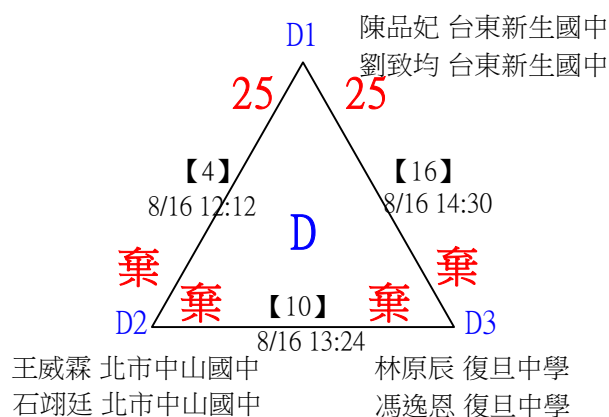 D1
陳品妃 台東新生國中
劉致均 台東新生國中
25
25
【4】
8/16 12:12
【16】
8/16 14:30
D
棄
棄
棄
棄
D2
【10】
8/16 13:24
D3
王威霖 北市中山國中
石翊廷 北市中山國中
林原辰 復旦中學
馮逸恩 復旦中學